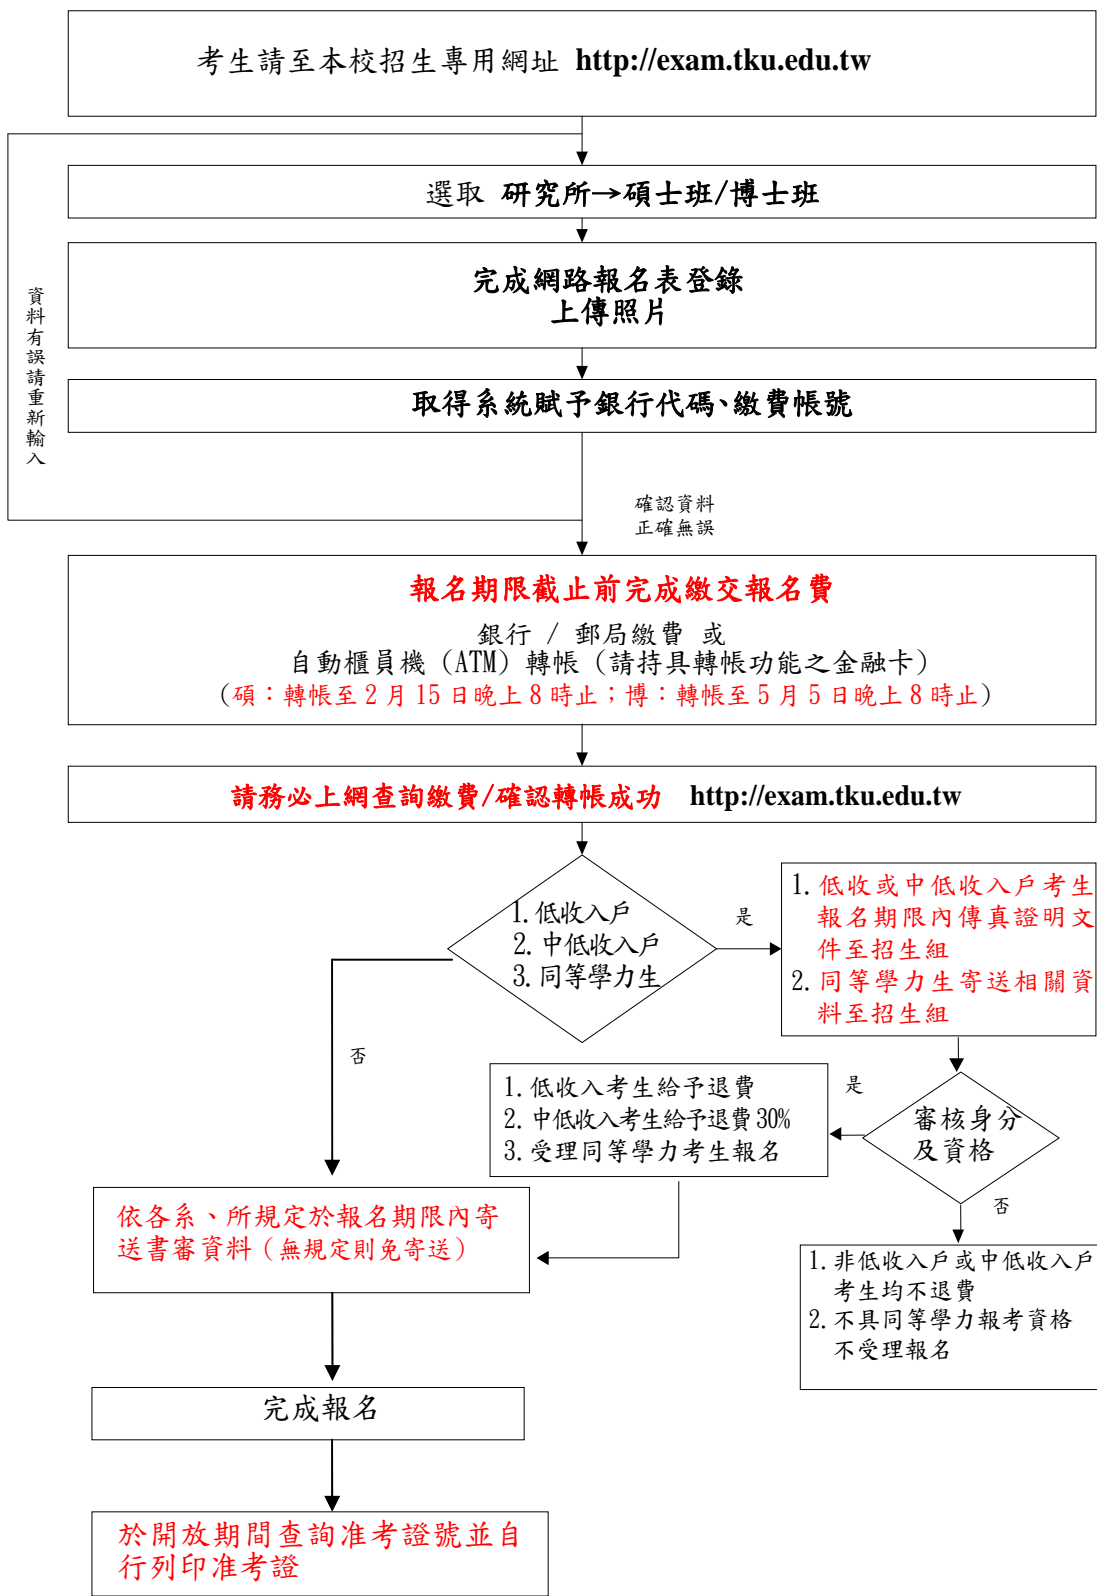 考生請至本校招生專用網址 http://exam.tku.edu.tw
選取 研究所→碩士班/博士班
完成網路報名表登錄
上傳照片
資料有誤請重新輸入
取得系統賦予銀行代碼、繳費帳號
確認資料
正確無誤
報名期限截止前完成繳交報名費
銀行 / 郵局繳費 或
自動櫃員機 (ATM) 轉帳 (請持具轉帳功能之金融卡)
(碩：轉帳至 2 月 15 日晚上 8 時止；博：轉帳至 5 月 5 日晚上 8 時止)
請務必上網查詢繳費/確認轉帳成功 http://exam.tku.edu.tw
1. 低收入戶
2. 中低收入戶
3. 同等學力生
是
1. 低收或中低收入戶考生
報名期限內傳真證明文
件至招生組
2. 同等學力生寄送相關資
料至招生組
否
1. 低收入考生給予退費
2. 中低收入考生給予退費 30%
3. 受理同等學力考生報名
是
審核身分
及資格
否
依各系、所規定於報名期限內寄
送書審資料 (無規定則免寄送)
1. 非低收入戶或中低收入戶
考生均不退費
2. 不具同等學力報考資格
不受理報名
完成報名
於開放期間查詢准考證號並自
行列印准考證